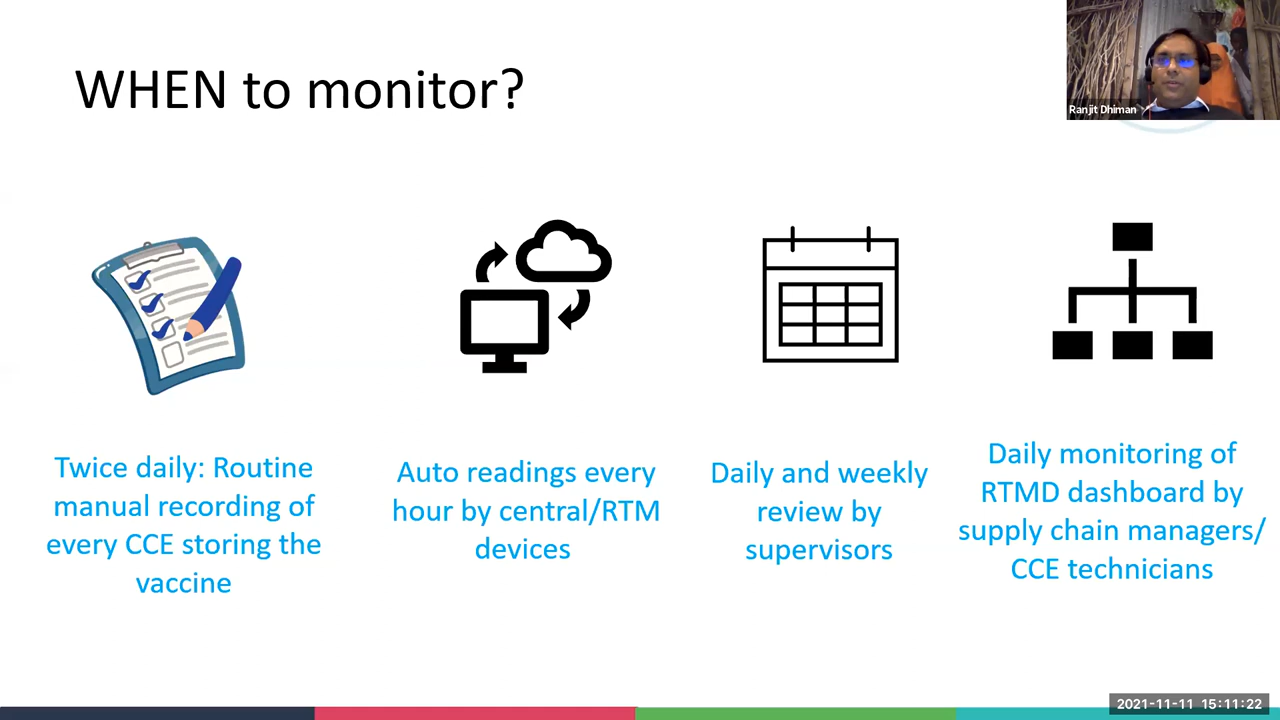 WHEN to monitor?
Ranjit Dhiman
Twice daily: Routine
manual recording of
every CCE storing the
vaccine
Auto readings every
hour by central/RTM
devices
Daily and weekly
review by
supervisors
Daily monitoring of
RTMD dashboard by
supply chain managers/
CCE technicians
2021-11-11 15:11:22